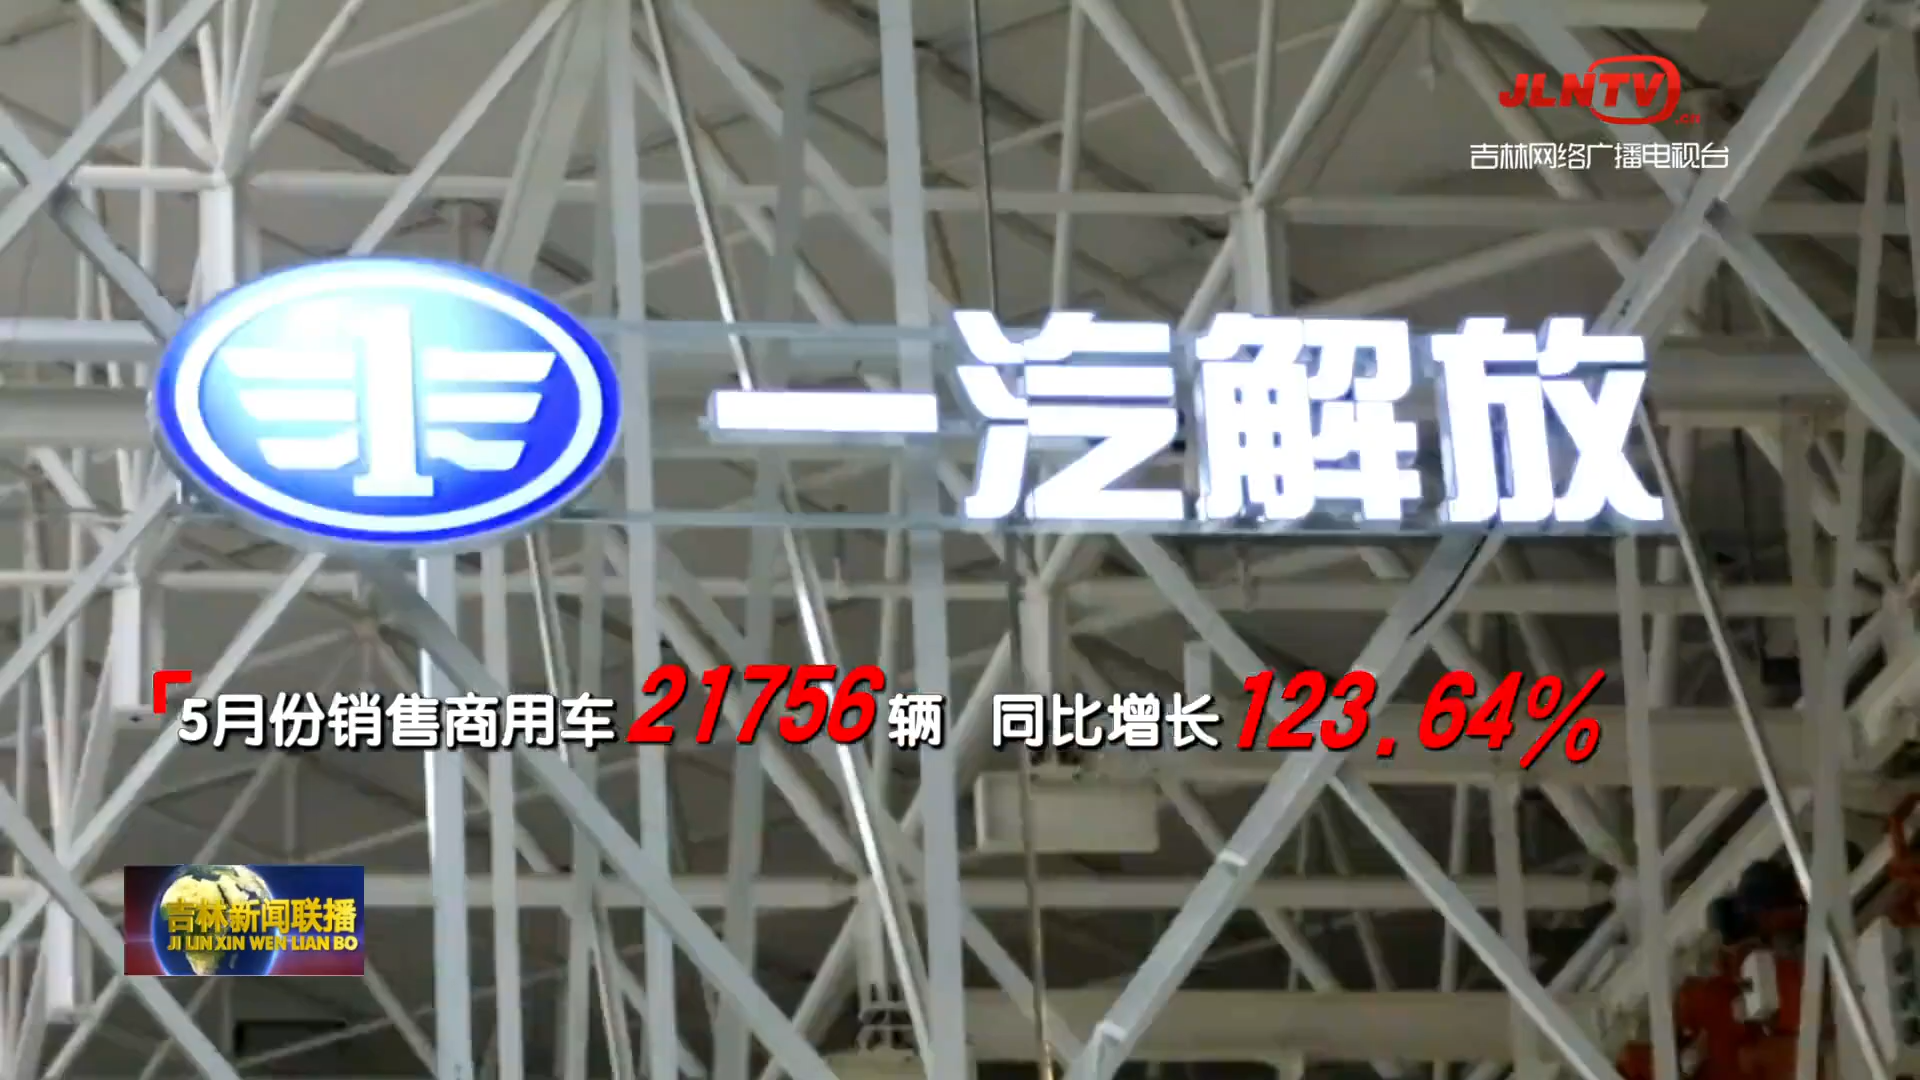 JLNTV.CN
吉林网络广播电视台
1
一汽解放
5月份销售商用车21756辆 同比增长123.64%
吉林新闻联播
JI LIN XIN WEN LIAN BO